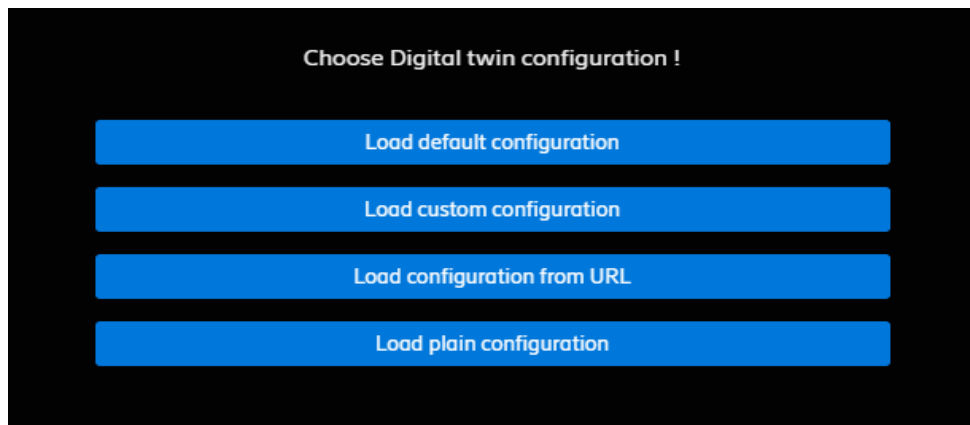 Choose Digital twin configuration !
Load default configuration
Load custom configuration
Load configuration from URL
Load plain configuration